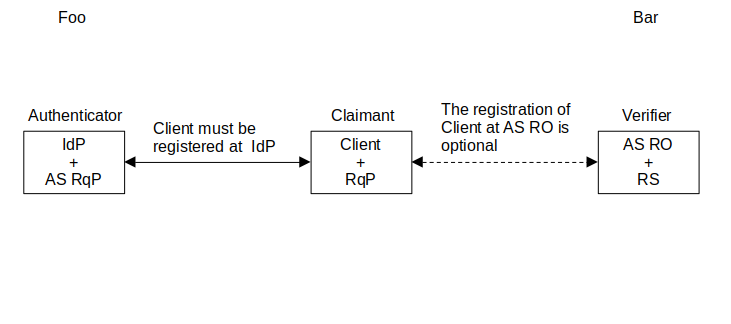 Foo
Bar
Authenticator
Claimant
The registration of
Client at AS RO is
optional
Verifier
Client must be
registered at  IdP
IdP
+
AS RqP
Client
+
RqP
AS RO
+
RS